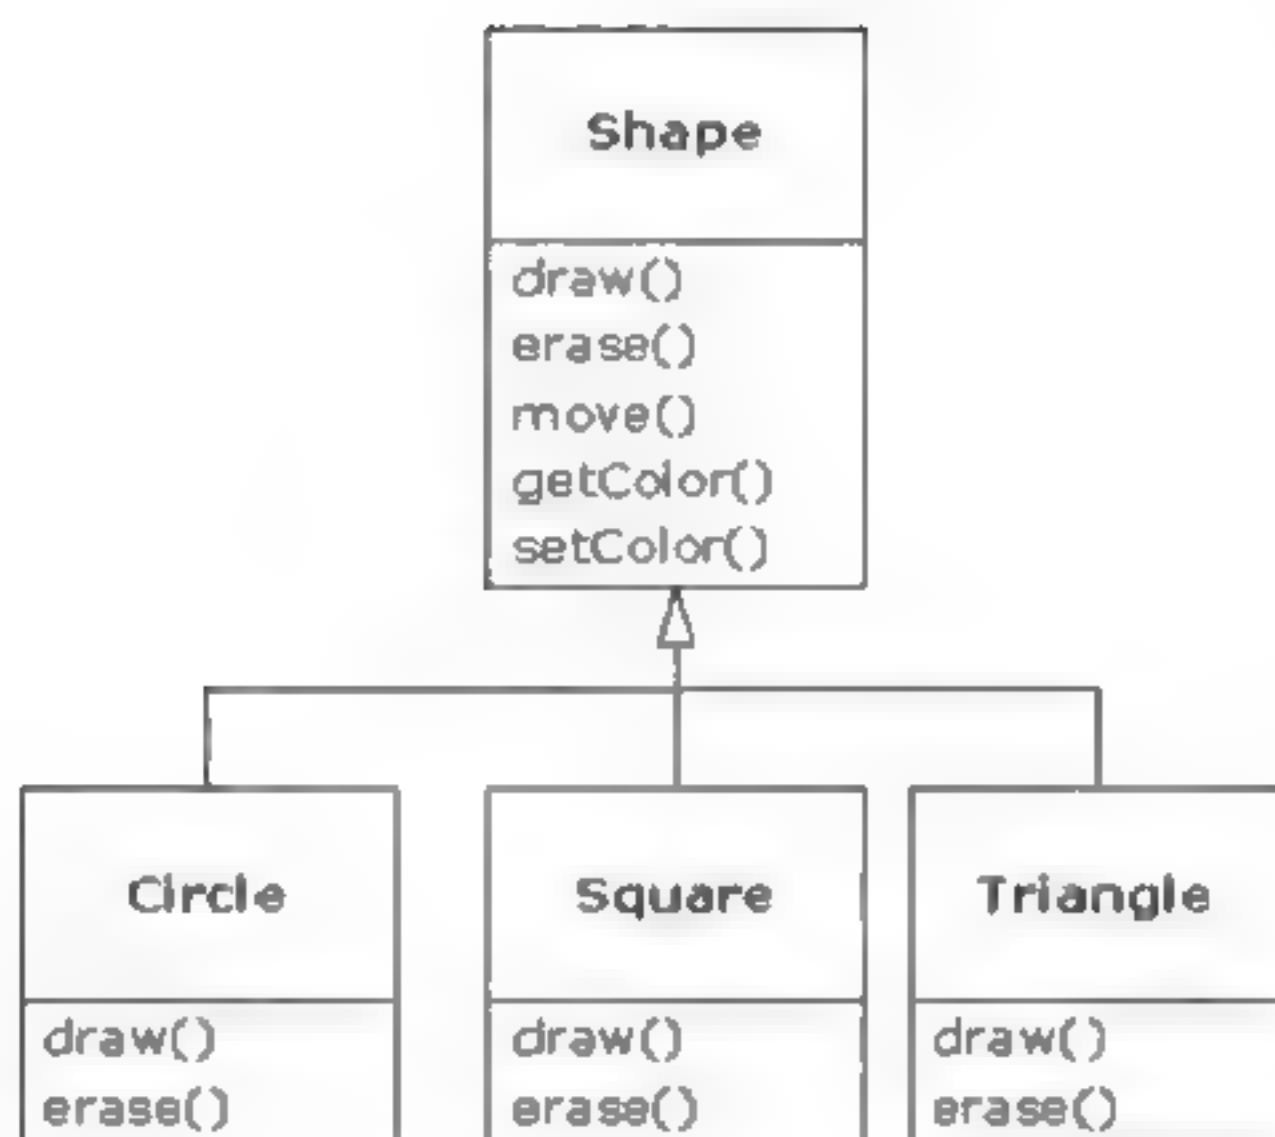 Shape
draw()
erase()
move()
getColor()
setColor()
Circle
draw()
erase()
Square
draw()
erase()
Triangle
draw()
erase()